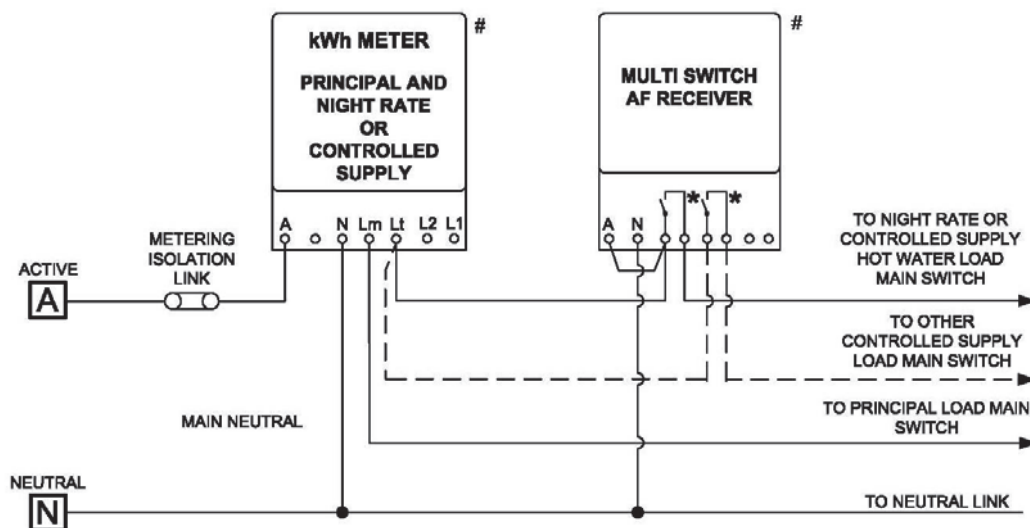 kWh METER
PRINCIPAL AND
NIGHT RATE
OR
CONTROLLED
SUPPLY
#
MULTI SWITCH
AF RECEIVER
#
A
N
Lm
Lt
L2
L1
A
N
*
*
METERING
ISOLATION
LINK
ACTIVE
A
TO NIGHT RATE OR
CONTROLLED SUPPLY
HOT WATER LOAD
MAIN SWITCH
TO OTHER
CONTROLLED SUPPLY
LOAD MAIN SWITCH
MAIN NEUTRAL
TO PRINCIPAL LOAD MAIN
SWITCH
NEUTRAL
N
TO NEUTRAL LINK